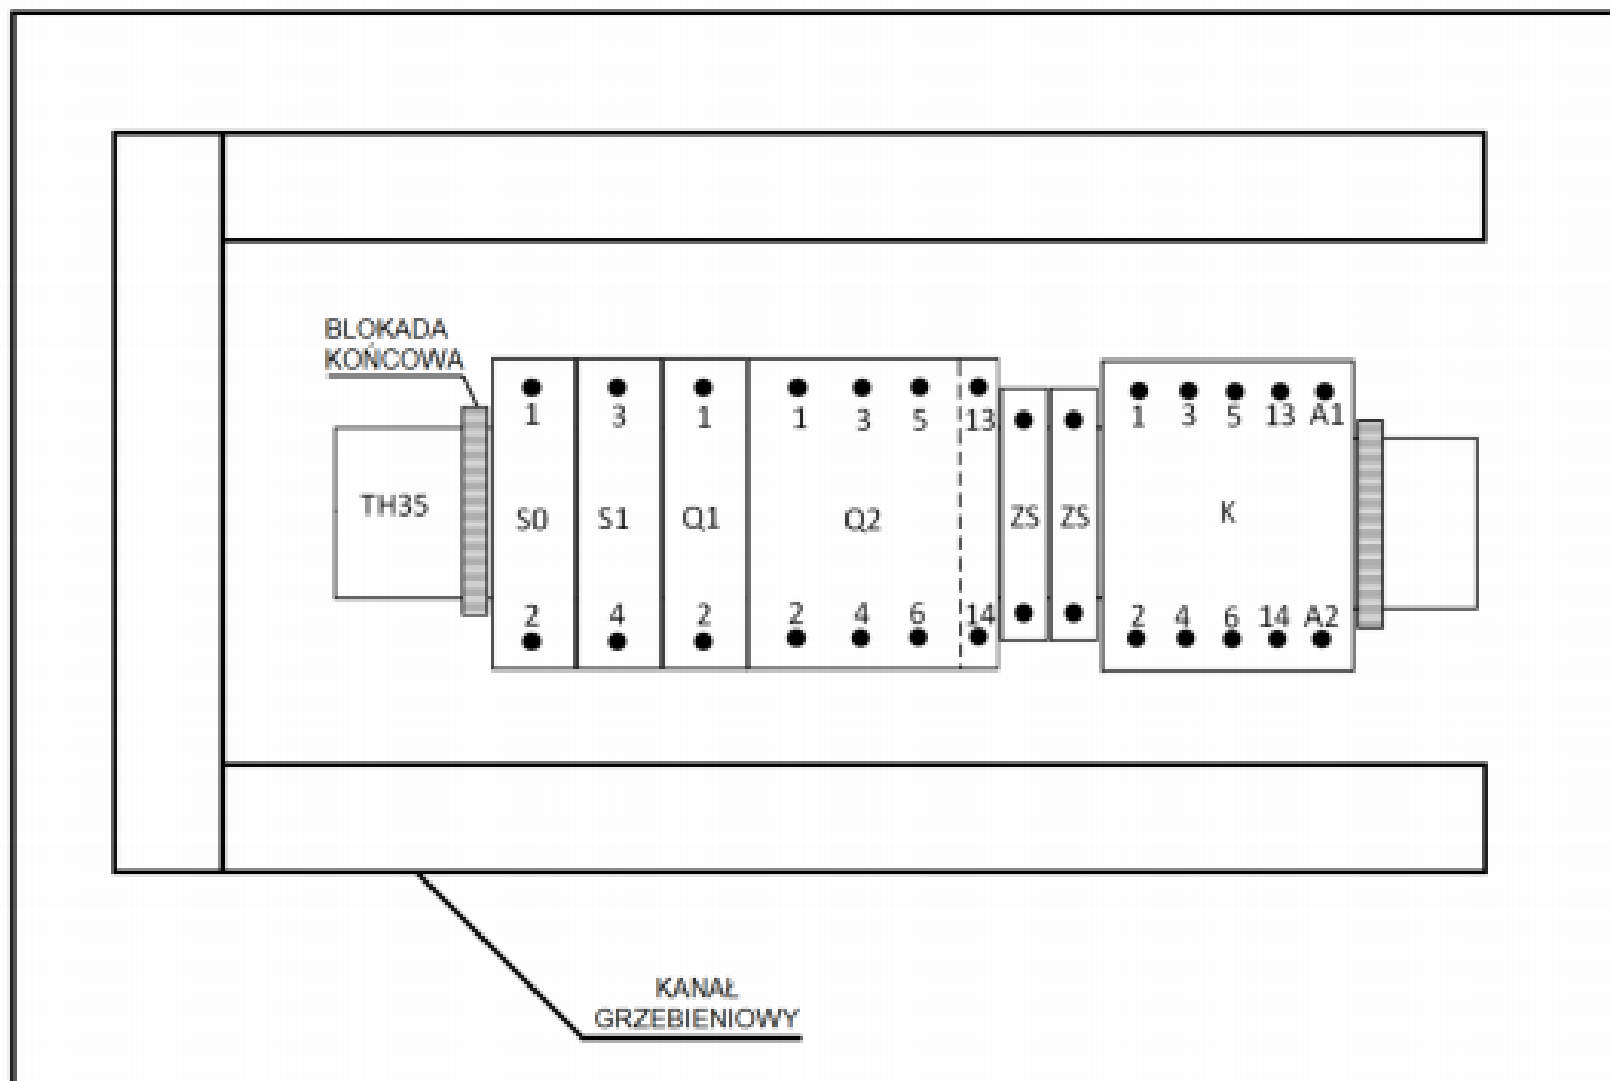 BLOKADA
KOŃCOWA
1 3 1 1 3 5 13 1 3 5 13 A1
TH35 S0 S1 Q1 Q2 ZS ZS K
2 4 2 2 4 6 14 2 4 6 14 A2
KANAŁ
GRZEBIENIOWY